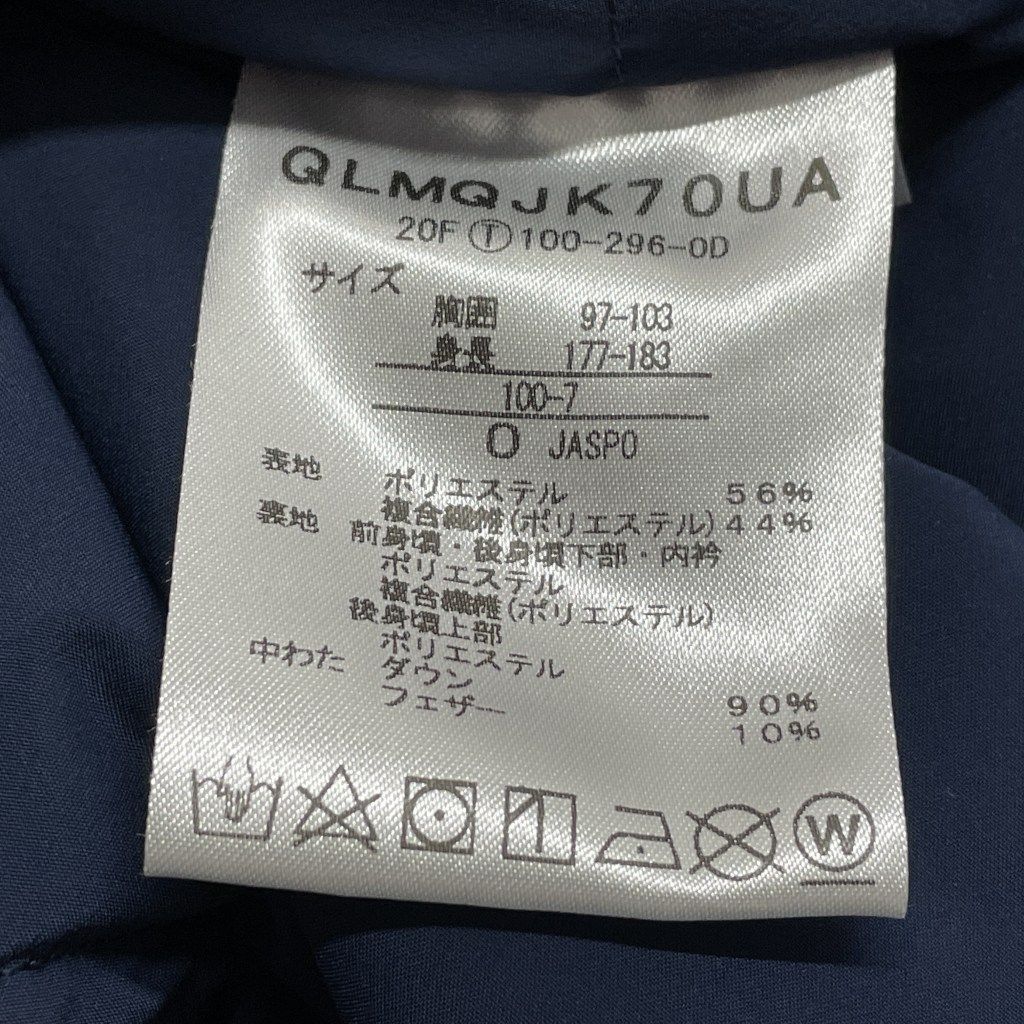 QLMQJK70UA
20F Ⓣ 100-296-0D
サイズ
胸囲 97-103
身長 177-183
100-7
O JASPO
表地 ポリエステル 56%
複合繊維(ポリエステル) 44%
裏地 前身頃・後身頃下部・内衿
ポリエステル
複合繊維(ポリエステル)
後身頃上部
ポリエステル
中わた ダウン 90%
フェザー 10%
W